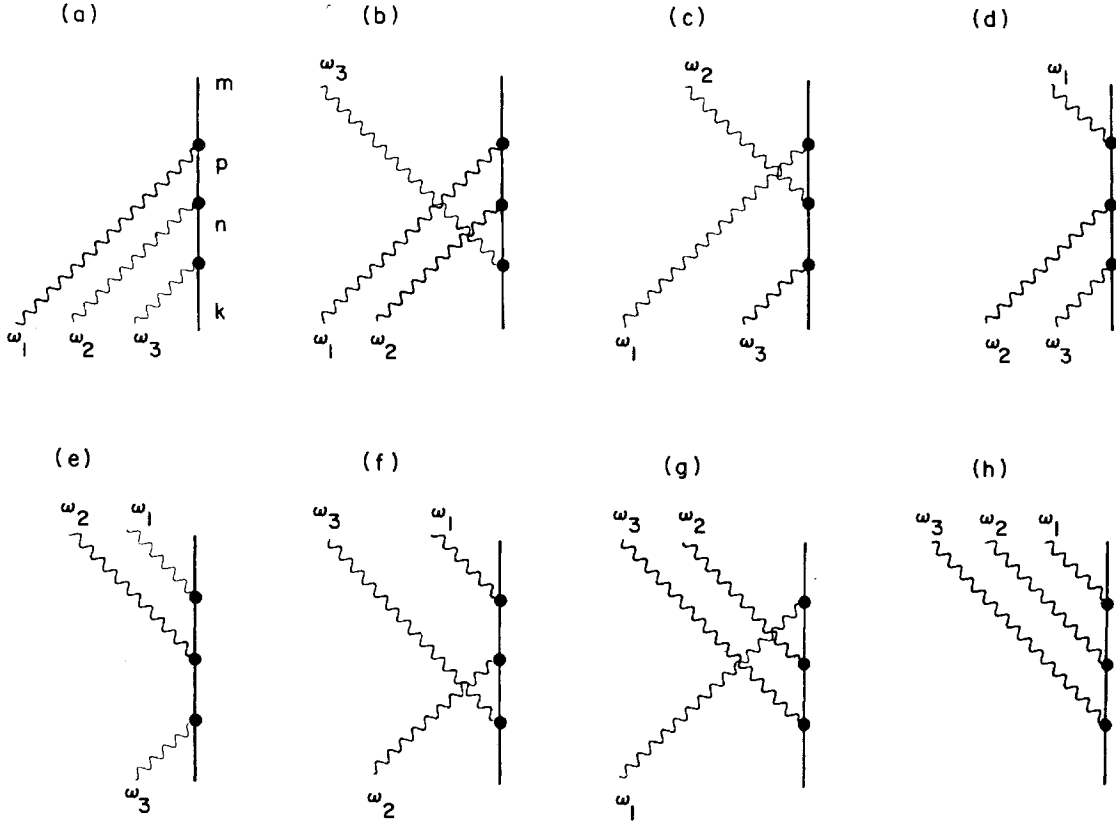 (a) (b) (c) (d)
ω3 ω2 ω1
m
p
n
k
ω1 ω2 ω3 ω1 ω2 ω1 ω3 ω2 ω3
(e) (f) (g) (h)
ω2 ω1 ω3 ω1 ω3 ω2 ω3 ω2 ω1
ω3 ω2 ω1